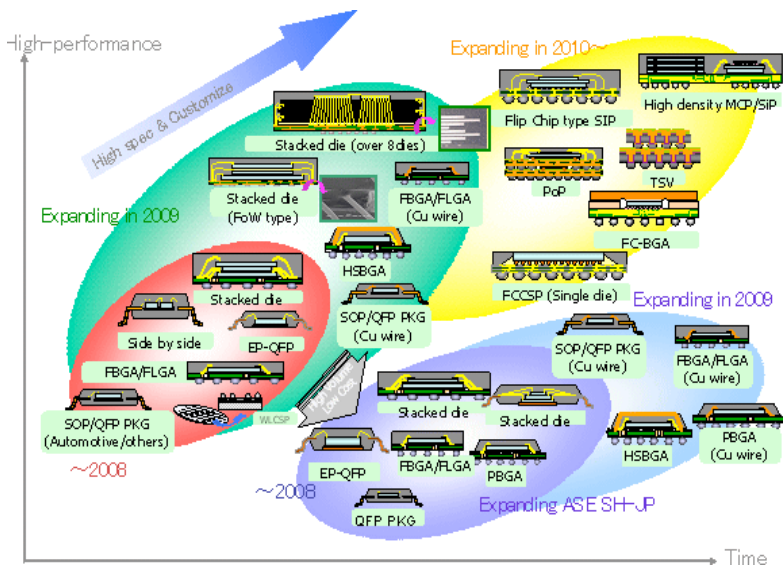 High-performance
Expanding in 2010～
High spec & Customize
Stacked die (over 8dies)
Flip Chip type SIP
High density MCP/SiP
Stacked die
(FoW type)
FBGA/FLGA
(Cu wire)
PoP
TSV
Expanding in 2009
HSBGA
FC-BGA
Stacked die
FCCSP (Single die)
Side by side
EP-QFP
SOP/QFP PKG
(Cu wire)
Expanding in 2009
FBGA/FLGA
SOP/QFP PKG
(Cu wire)
FBGA/FLGA
(Cu wire)
High Volume
Low Cost
SOP/QFP PKG
(Automotive/others)
WLCSP
Stacked die
Stacked die
～2008
～2008
EP-QFP
FBGA/FLGA
PBGA
HSBGA
PBGA
(Cu wire)
QFP PKG
Expanding ASE SH-JP
Time